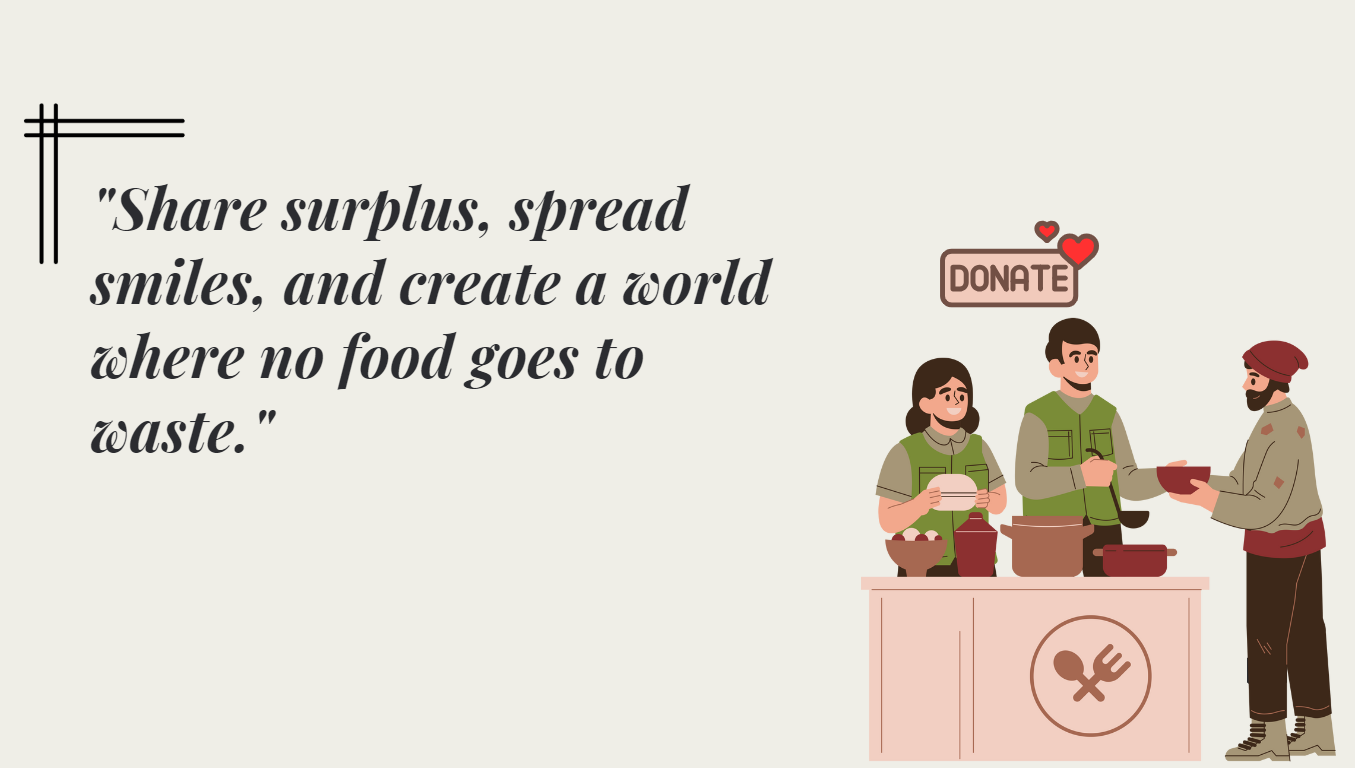 "Share surplus, spread
smiles, and create a world
where no food goes to
waste."
DONATE